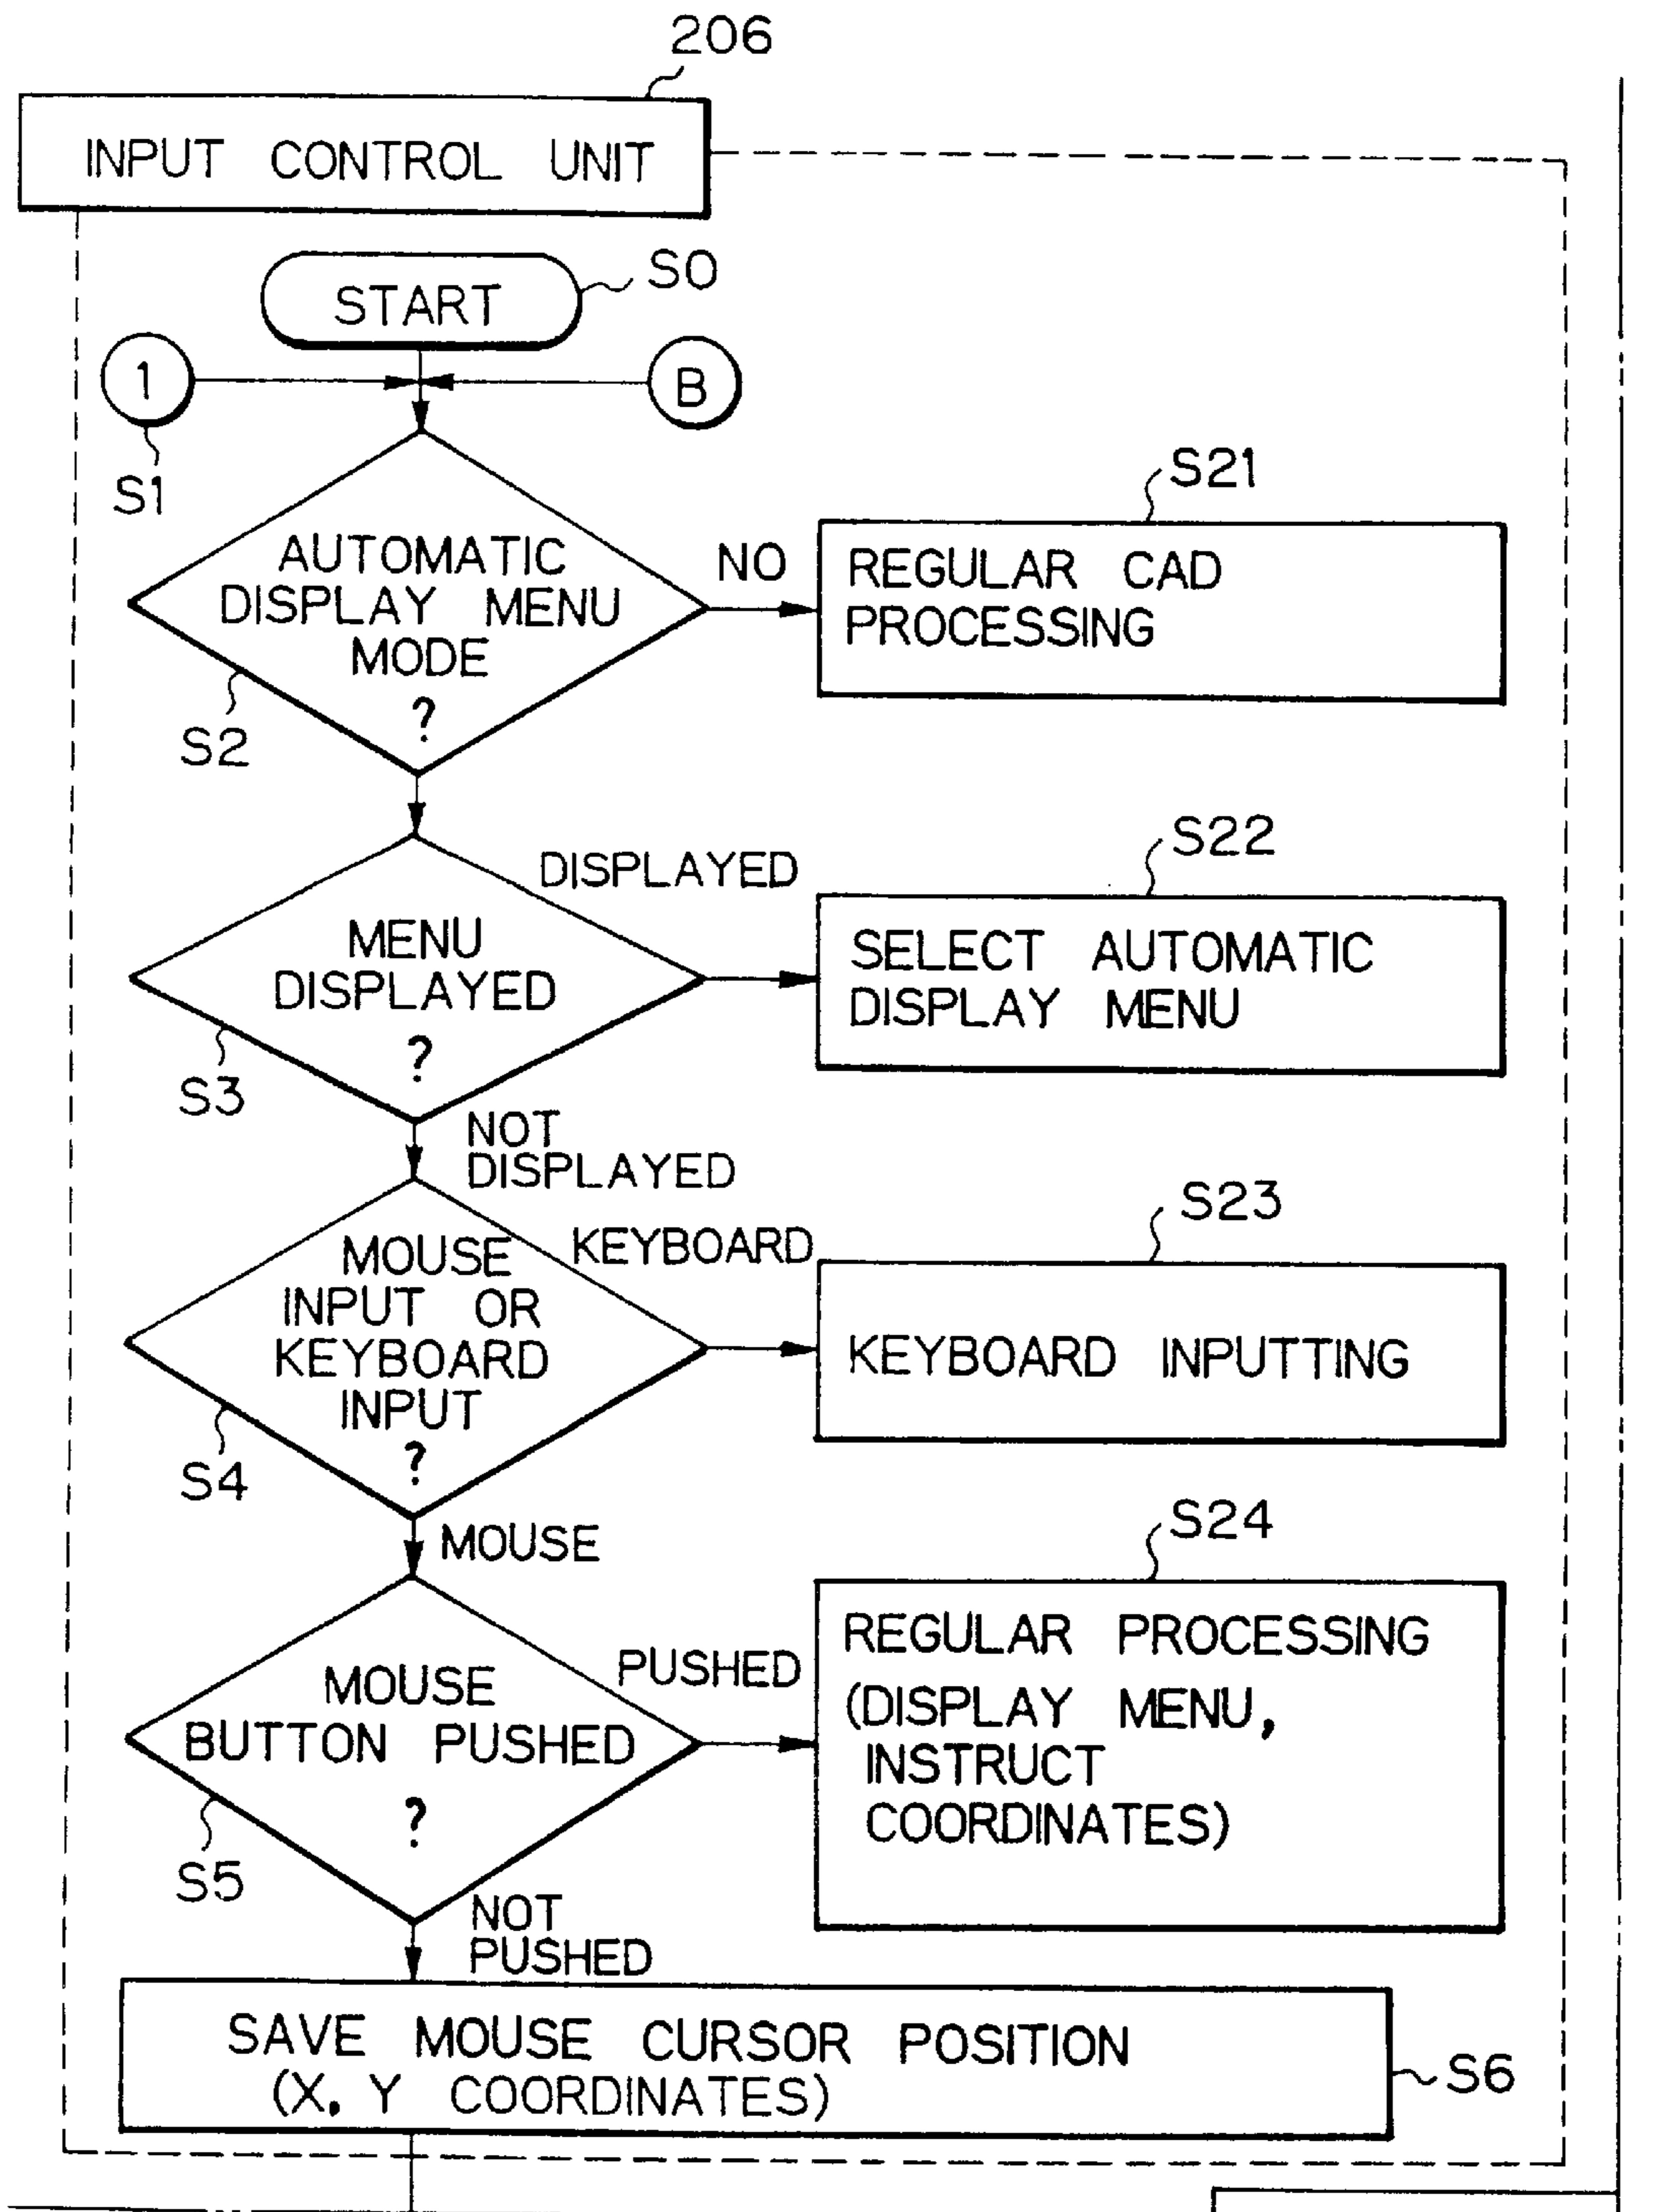 206
INPUT CONTROL UNIT
START
S0
1
B
S1
AUTOMATIC
DISPLAY MENU
MODE
?
S2
NO
S21
REGULAR CAD
PROCESSING
MENU
DISPLAYED
?
S3
DISPLAYED
S22
SELECT AUTOMATIC
DISPLAY MENU
NOT
DISPLAYED
MOUSE
INPUT OR
KEYBOARD
INPUT
?
S4
KEYBOARD
S23
KEYBOARD INPUTTING
MOUSE
MOUSE
BUTTON PUSHED
?
S5
PUSHED
S24
REGULAR PROCESSING
(DISPLAY MENU,
INSTRUCT
COORDINATES)
NOT
PUSHED
SAVE MOUSE CURSOR POSITION
(X, Y COORDINATES)
S6